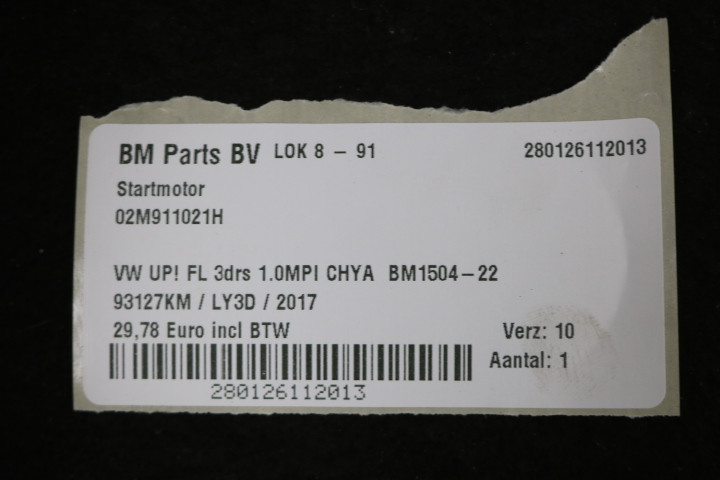 BM Parts BV LOK 8 - 91 280126112013
Startmotor
02M911021H
VW UP! FL 3drs 1.0MPI CHYA BM1504-22
93127KM / LY3D / 2017
29,78 Euro incl BTW Verz: 10
Aantal: 1
280126112013